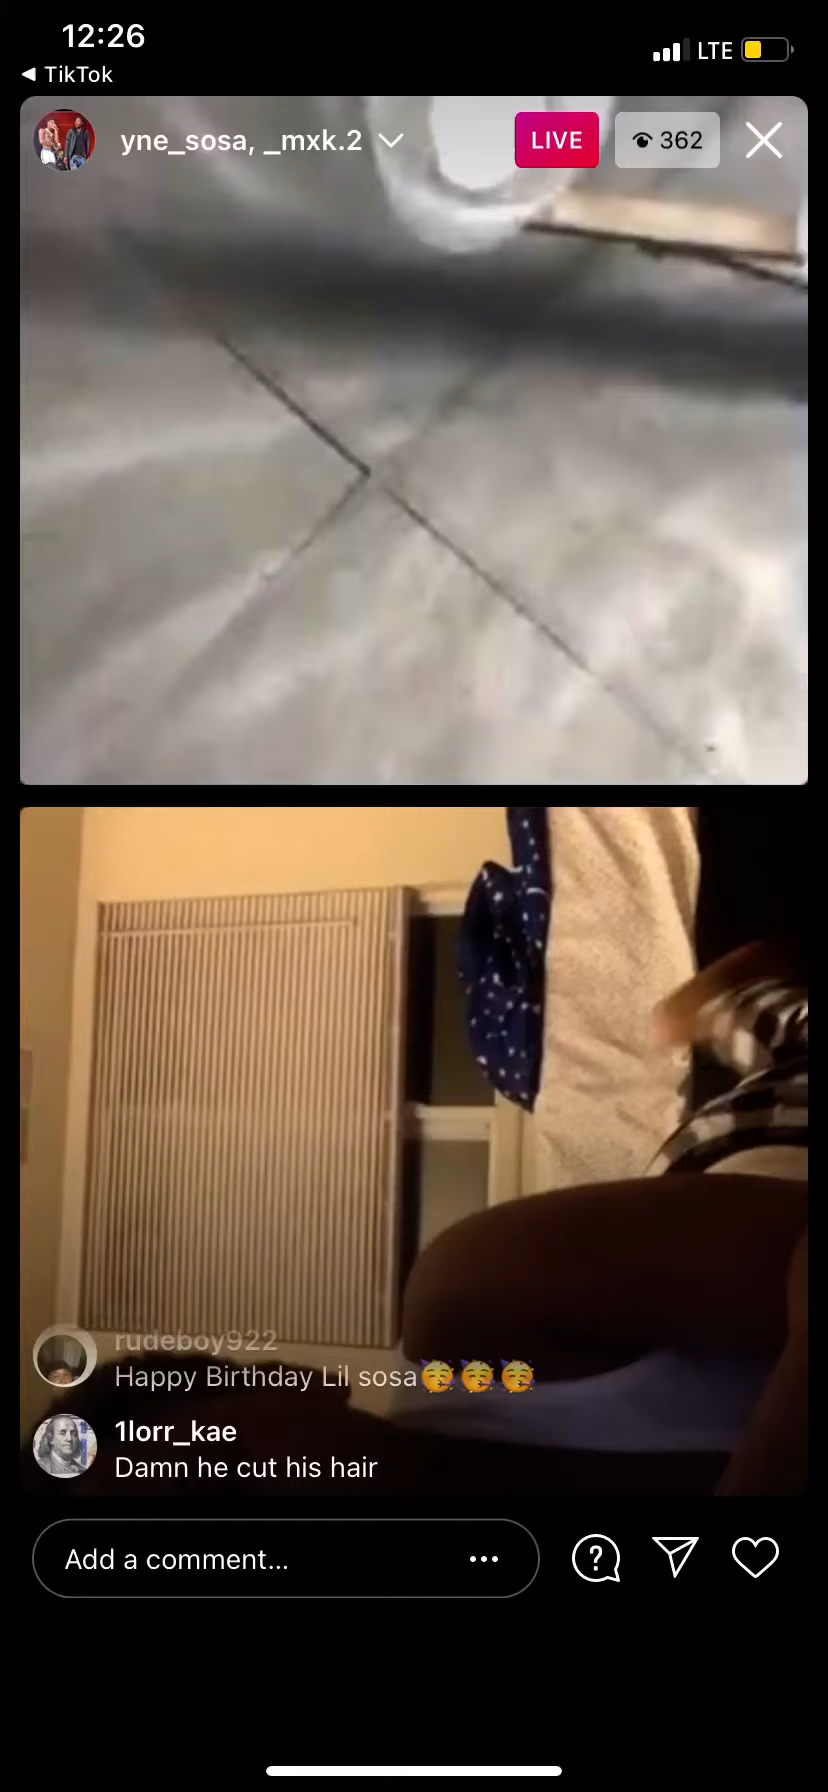 12:26
LTE
◀ TikTok
yne_sosa, _mxk.2
LIVE
362
rudeboy922
Happy Birthday Lil sosa🥳🥳🥳
1lorr_kae
Damn he cut his hair
Add a comment...